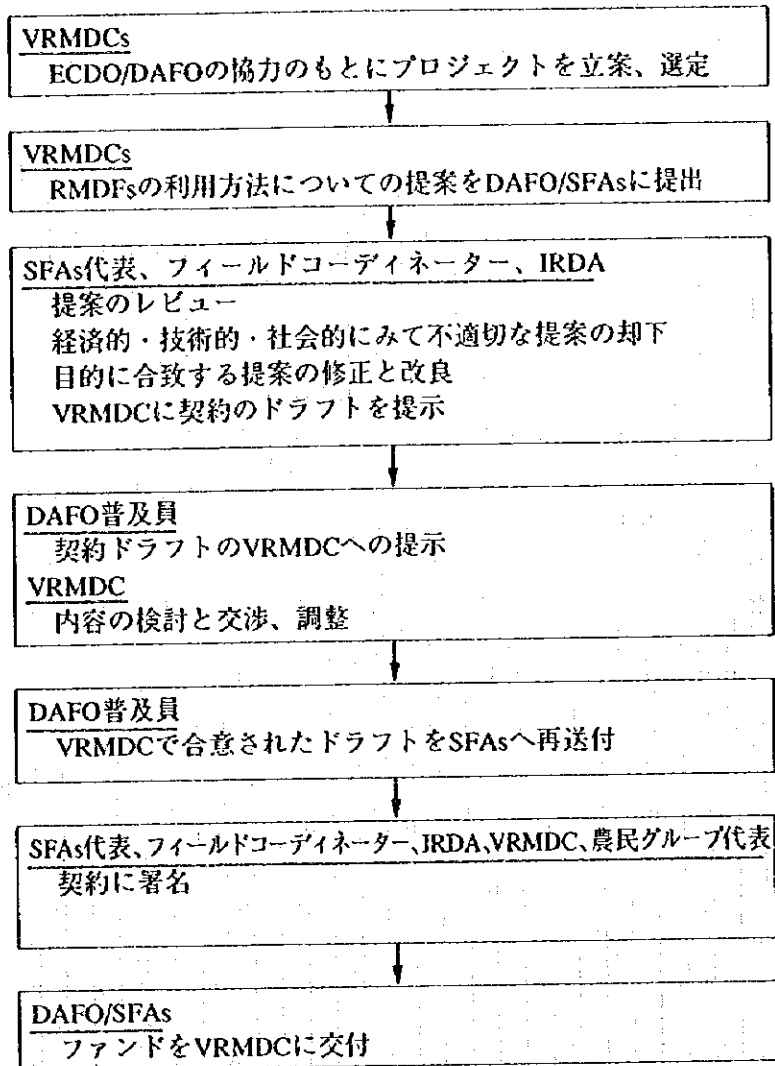 VRMDCs
ECDO/DAFOの協力のもとにプロジェクトを立案、選定
VRMDCs
RMDFsの利用方法についての提案をDAFO/SFAsに提出
SFAs代表、フィールドコーディネーター、IRDA
提案のレビュー
経済的・技術的・社会的にみて不適切な提案の却下
目的に合致する提案の修正と改良
VRMDCに契約のドラフトを提示
DAFO普及員
契約ドラフトのVRMDCへの提示
VRMDC
内容の検討と交渉、調整
DAFO普及員
VRMDCで合意されたドラフトをSFAsへ再送付
SFAs代表、フィールドコーディネーター、IRDA、VRMDC、農民グループ代表
契約に署名
DAFO/SFAs
ファンドをVRMDCに交付